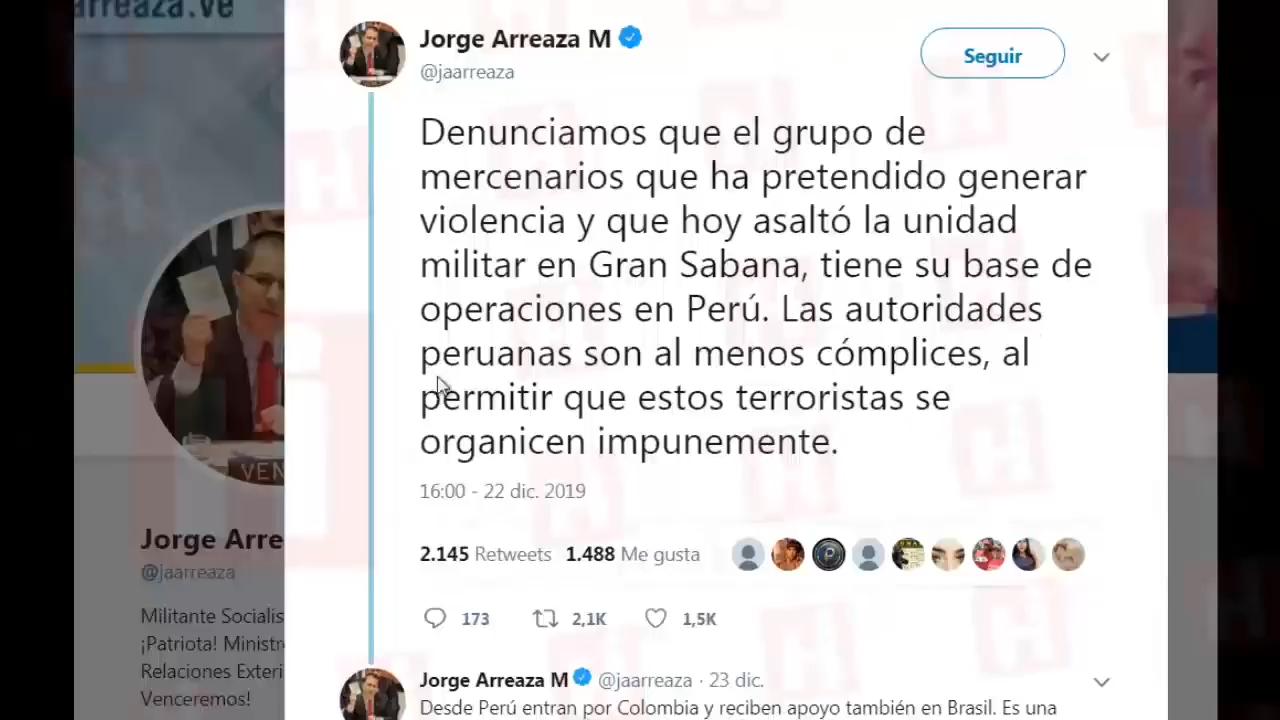 arreaza.ve
Jorge Arreaza M
@jaarreaza
Seguir
Denunciamos que el grupo de
mercenarios que ha pretendido generar
violencia y que hoy asaltó la unidad
militar en Gran Sabana, tiene su base de
operaciones en Perú. Las autoridades
peruanas son al menos cómplices, al
permitir que estos terroristas se
organicen impunemente.
16:00 - 22 dic. 2019
2.145 Retweets 1.488 Me gusta
173 2,1K 1,5K
Jorge Arreaza M @jaarreaza · 23 dic.
Desde Perú entran por Colombia y reciben apoyo también en Brasil. Es una
VEN
Jorge Arre
@jaarreaza
Militante Socialis
¡Patriota! Ministr
Relaciones Exteri
Venceremos!